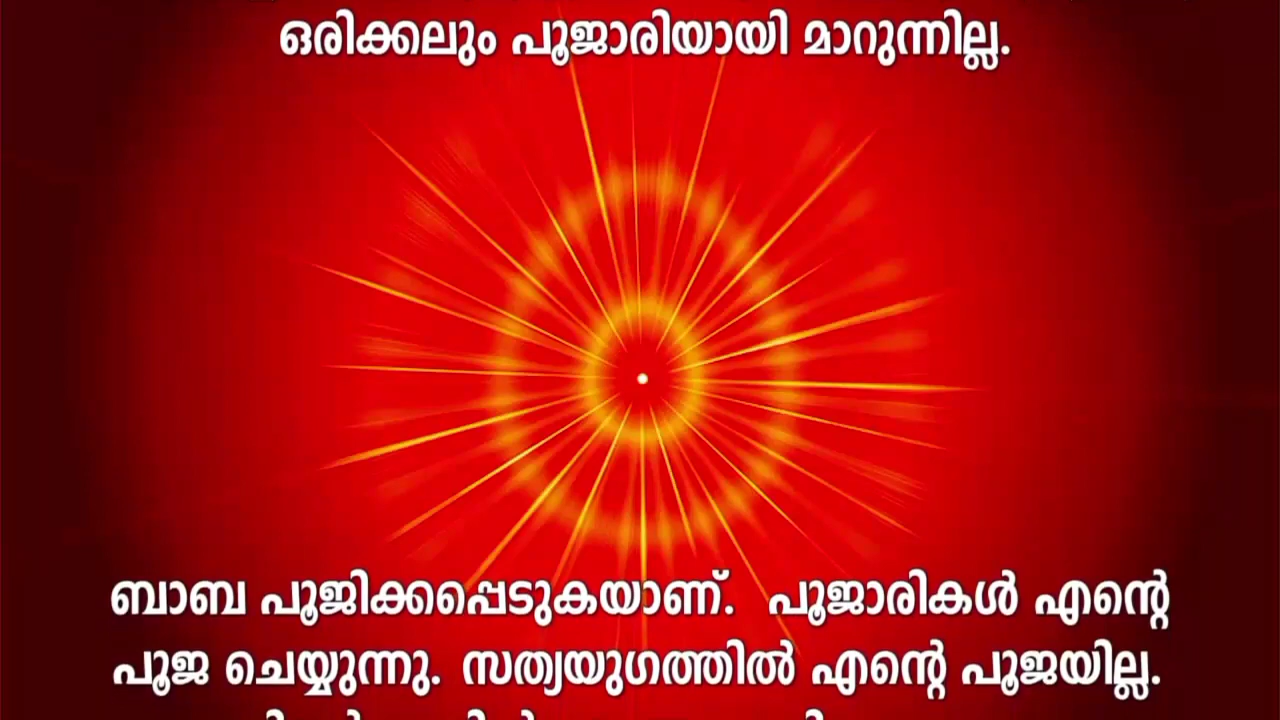 ഒരിക്കലും പൂജാരിയായി മാറുന്നില്ല.
ബാബ പൂജിക്കപ്പെടുകയാണ്. പൂജാരികൾ എന്റെ
പൂജ ചെയ്യുന്നു. സത്യയുഗത്തിൽ എന്റെ പൂജയില്ല.